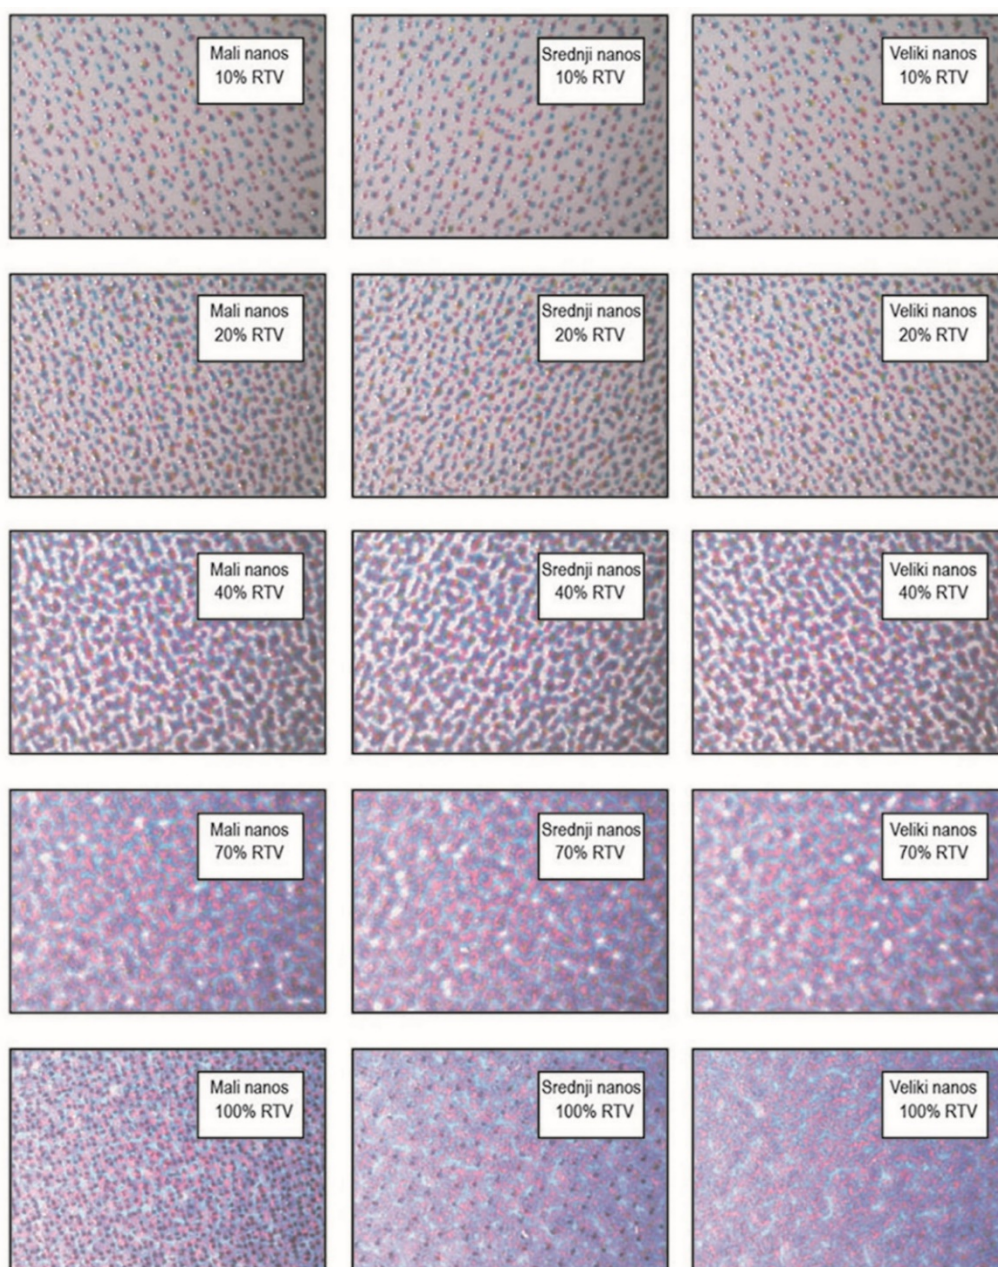 Mali nanos
10% RTV
Srednji nanos
10% RTV
Veliki nanos
10% RTV
Mali nanos
20% RTV
Srednji nanos
20% RTV
Veliki nanos
20% RTV
Mali nanos
40% RTV
Srednji nanos
40% RTV
Veliki nanos
40% RTV
Mali nanos
70% RTV
Srednji nanos
70% RTV
Veliki nanos
70% RTV
Mali nanos
100% RTV
Srednji nanos
100% RTV
Veliki nanos
100% RTV